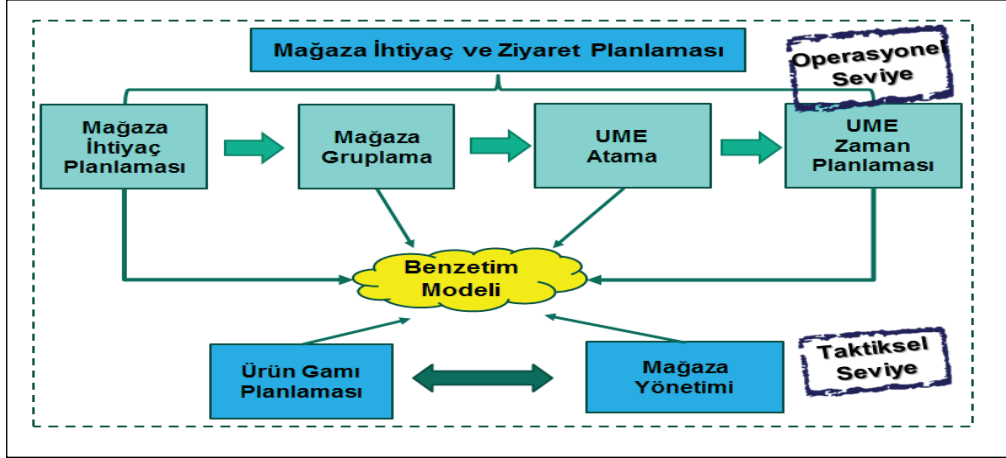 Mağaza İhtiyaç ve Ziyaret Planlaması
Operasyonel
Seviye
Mağaza
İhtiyaç
Planlaması
Mağaza
Gruplama
UME
Atama
UME
Zaman
Planlaması
Benzetim
Modeli
Ürün Gamı
Planlaması
Mağaza
Yönetimi
Taktiksel
Seviye